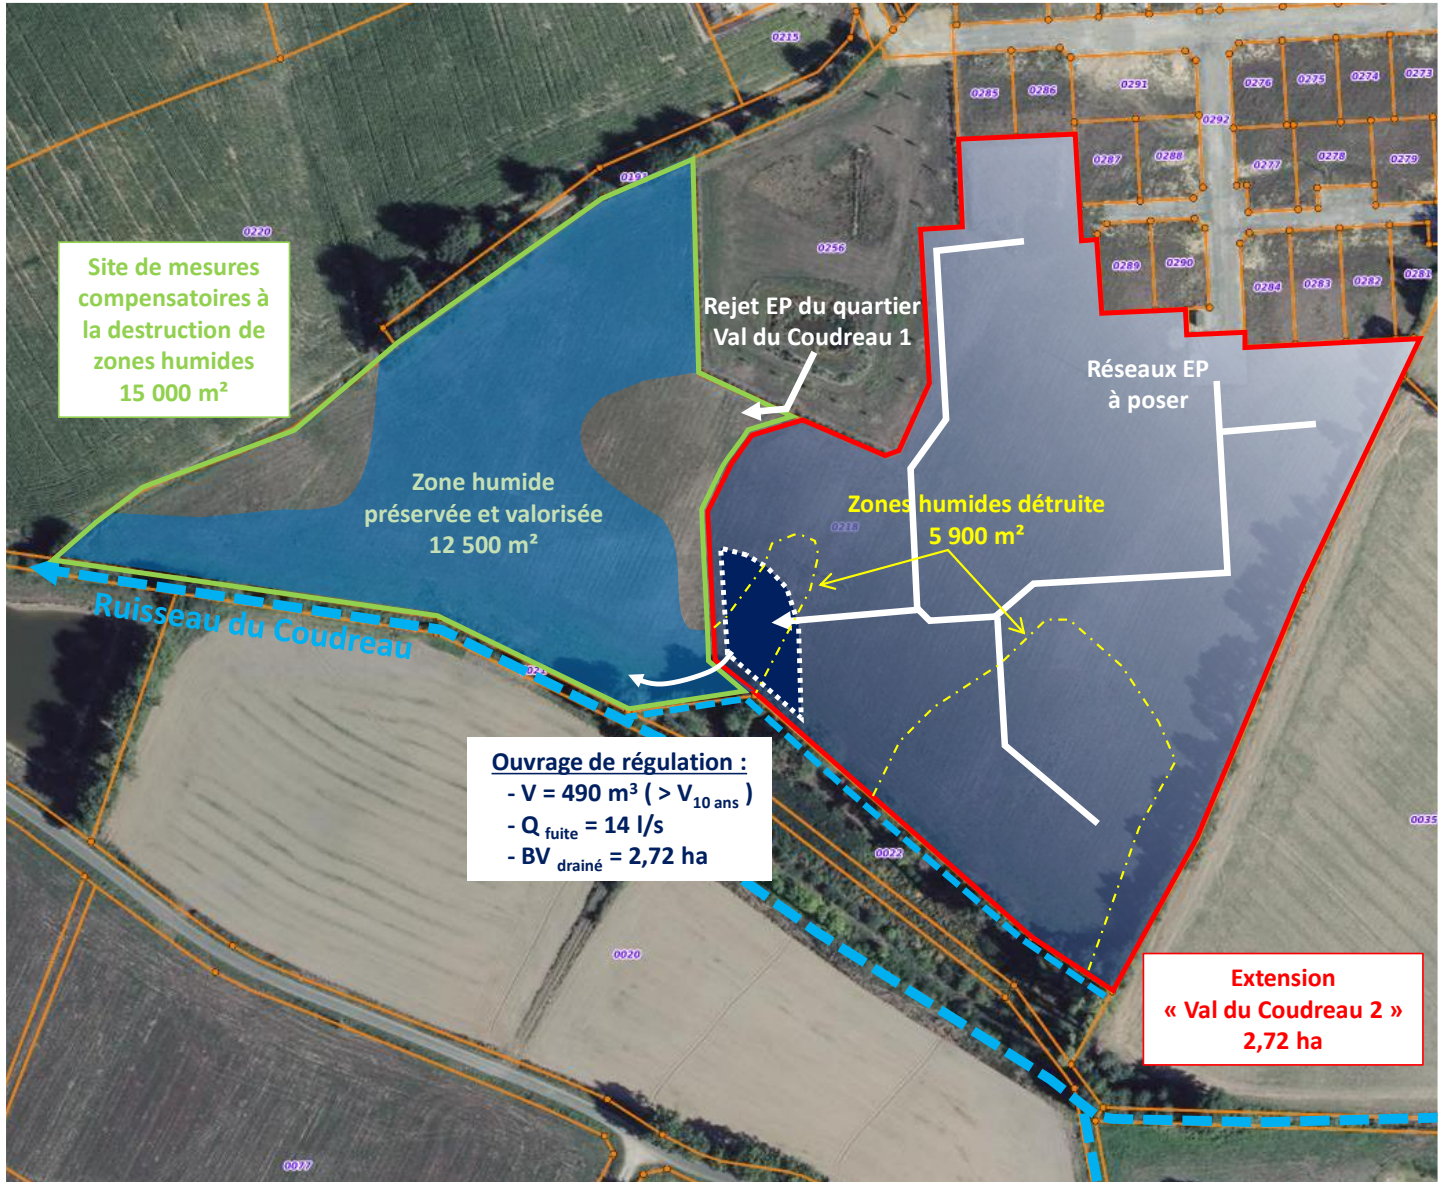 0215
0285
0286
0291
0276
0275
0274
0273
0292
0287
0288
0277
0278
0279
0220
0256
0289
0290
0284
0283
0282
0281
Site de mesures
compensatoires à
la destruction de
zones humides
15 000 m²
Rejet EP du quartier
Val du Coudreau 1
Réseaux EP
à poser
Zone humide
préservée et valorisée
12 500 m²
Zones humides détruite
5 900 m²
0218
Ruisseau du Coudreau
Ouvrage de régulation :
- V = 490 m³ ( > V10 ans )
- Q fuite = 14 l/s
- BV drainé = 2,72 ha
0035
0022
0020
Extension
« Val du Coudreau 2 »
2,72 ha
0077